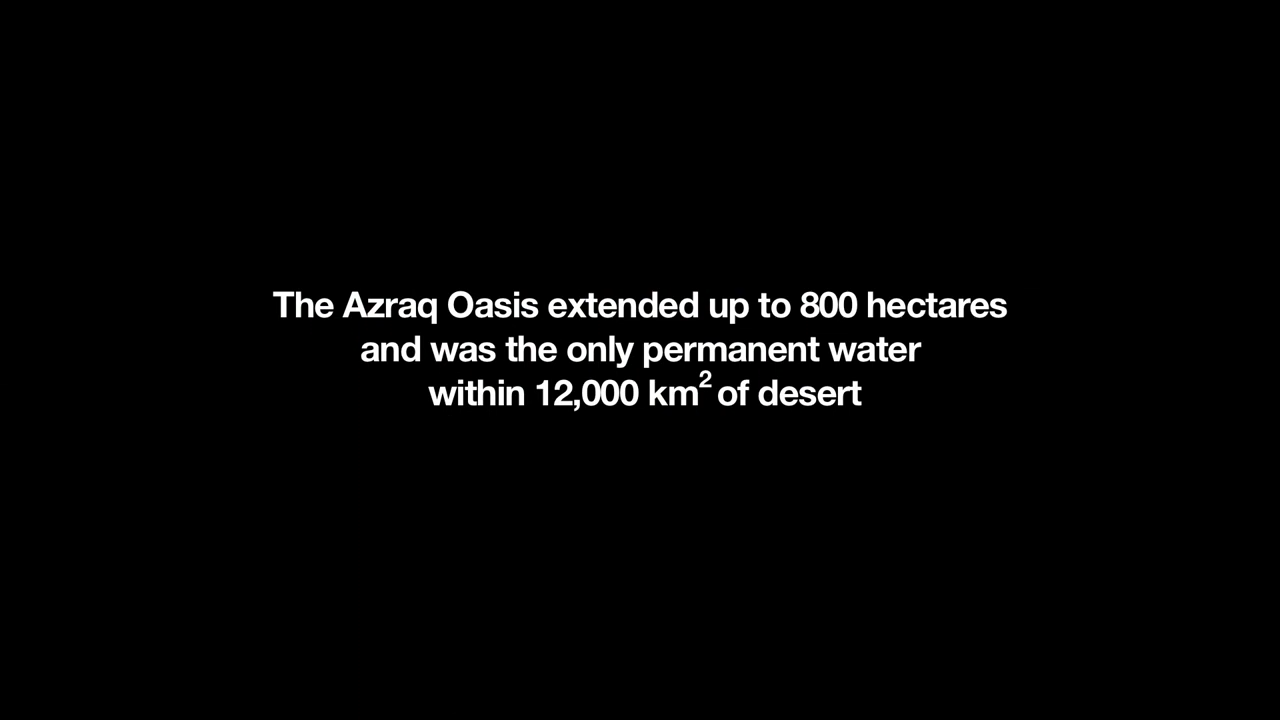 The Azraq Oasis extended up to 800 hectares
and was the only permanent water
within 12,000 km² of desert